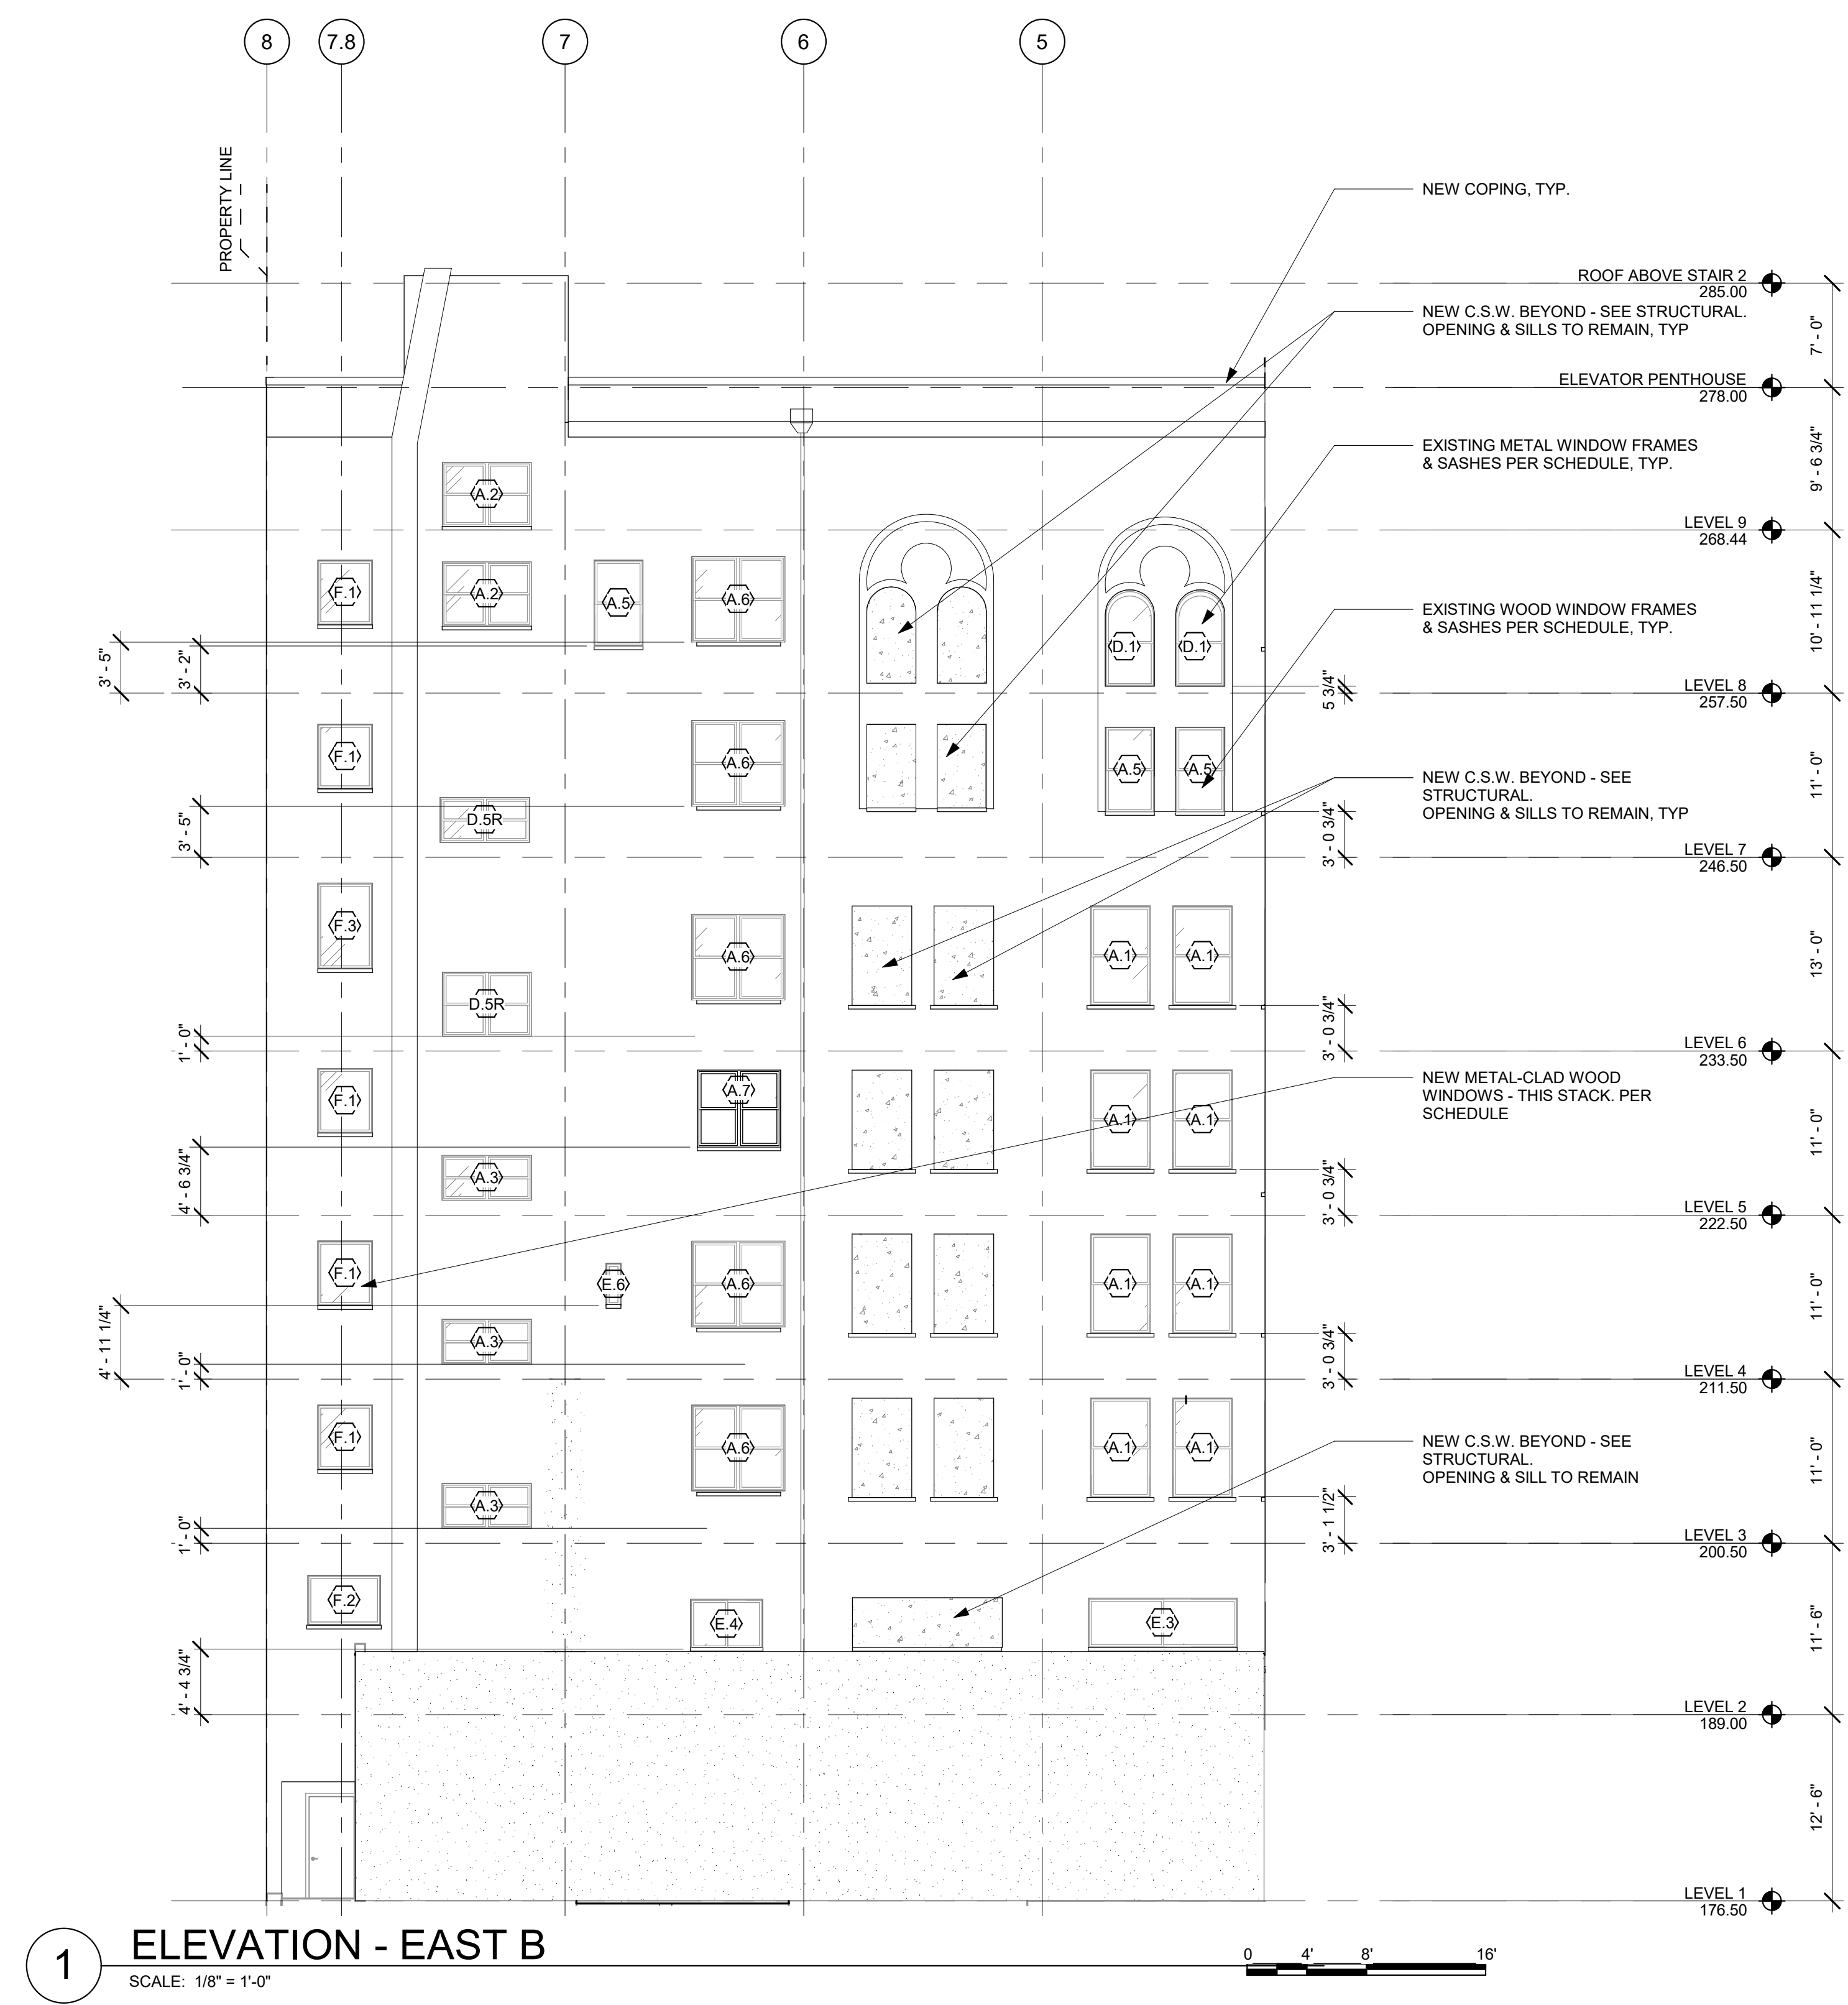 8
7.8
7
6
5
PROPERTY LINE
NEW COPING, TYP.
ROOF ABOVE STAIR 2
285.00
7' - 0"
NEW C.S.W. BEYOND - SEE STRUCTURAL.
OPENING & SILLS TO REMAIN, TYP
ELEVATOR PENTHOUSE
278.00
9' - 6 3/4"
EXISTING METAL WINDOW FRAMES
& SASHES PER SCHEDULE, TYP.
A.2
LEVEL 9
268.44
10' - 11 1/4"
F.1
A.2
A.5
A.6
EXISTING WOOD WINDOW FRAMES
& SASHES PER SCHEDULE, TYP.
D.1
D.1
3' - 5"
3' - 2"
5 3/4"
LEVEL 8
257.50
11' - 0"
F.1
A.6
A.5
A.5
NEW C.S.W. BEYOND - SEE
STRUCTURAL.
OPENING & SILLS TO REMAIN, TYP
D.5R
3' - 5"
3' - 0 3/4"
LEVEL 7
246.50
13' - 0"
F.3
A.6
A.1
A.1
D.5R
1' - 0"
3' - 0 3/4"
LEVEL 6
233.50
11' - 0"
NEW METAL-CLAD WOOD
WINDOWS - THIS STACK. PER
SCHEDULE
F.1
A.7
A.1
A.1
A.3
4' - 6 3/4"
3' - 0 3/4"
LEVEL 5
222.50
11' - 0"
F.1
E.6
A.6
A.1
A.1
A.3
4' - 11 1/4"
1' - 0"
3' - 0 3/4"
LEVEL 4
211.50
11' - 0"
F.1
A.6
A.1
A.1
NEW C.S.W. BEYOND - SEE
STRUCTURAL.
OPENING & SILL TO REMAIN
A.3
1' - 0"
3' - 1 1/2"
LEVEL 3
200.50
11' - 6"
F.2
E.4
E.3
4' - 4 3/4"
LEVEL 2
189.00
12' - 6"
LEVEL 1
176.50
1
ELEVATION - EAST B
SCALE: 1/8" = 1'-0"
0 4' 8' 16'